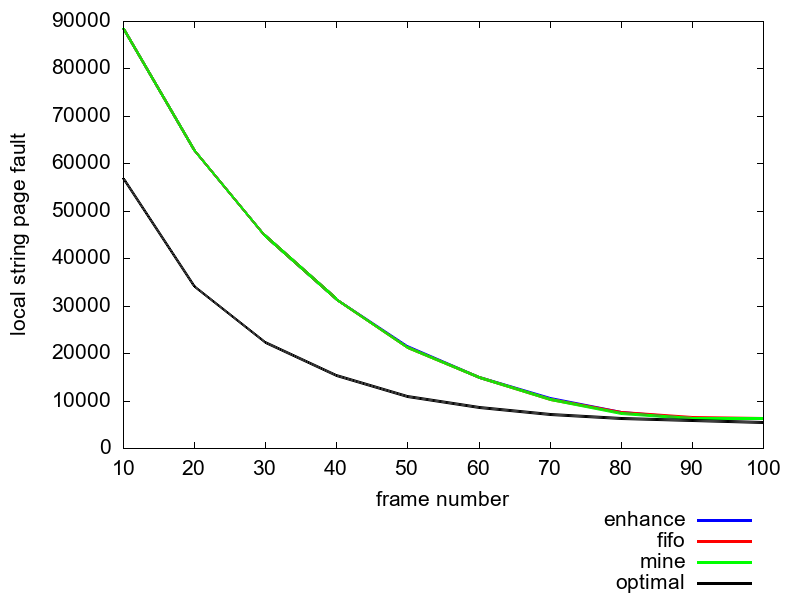 90000
80000
70000
60000
50000
40000
30000
20000
10000
0
local string page fault
10 20 30 40 50 60 70 80 90 100
frame number
enhance
fifo
mine
optimal